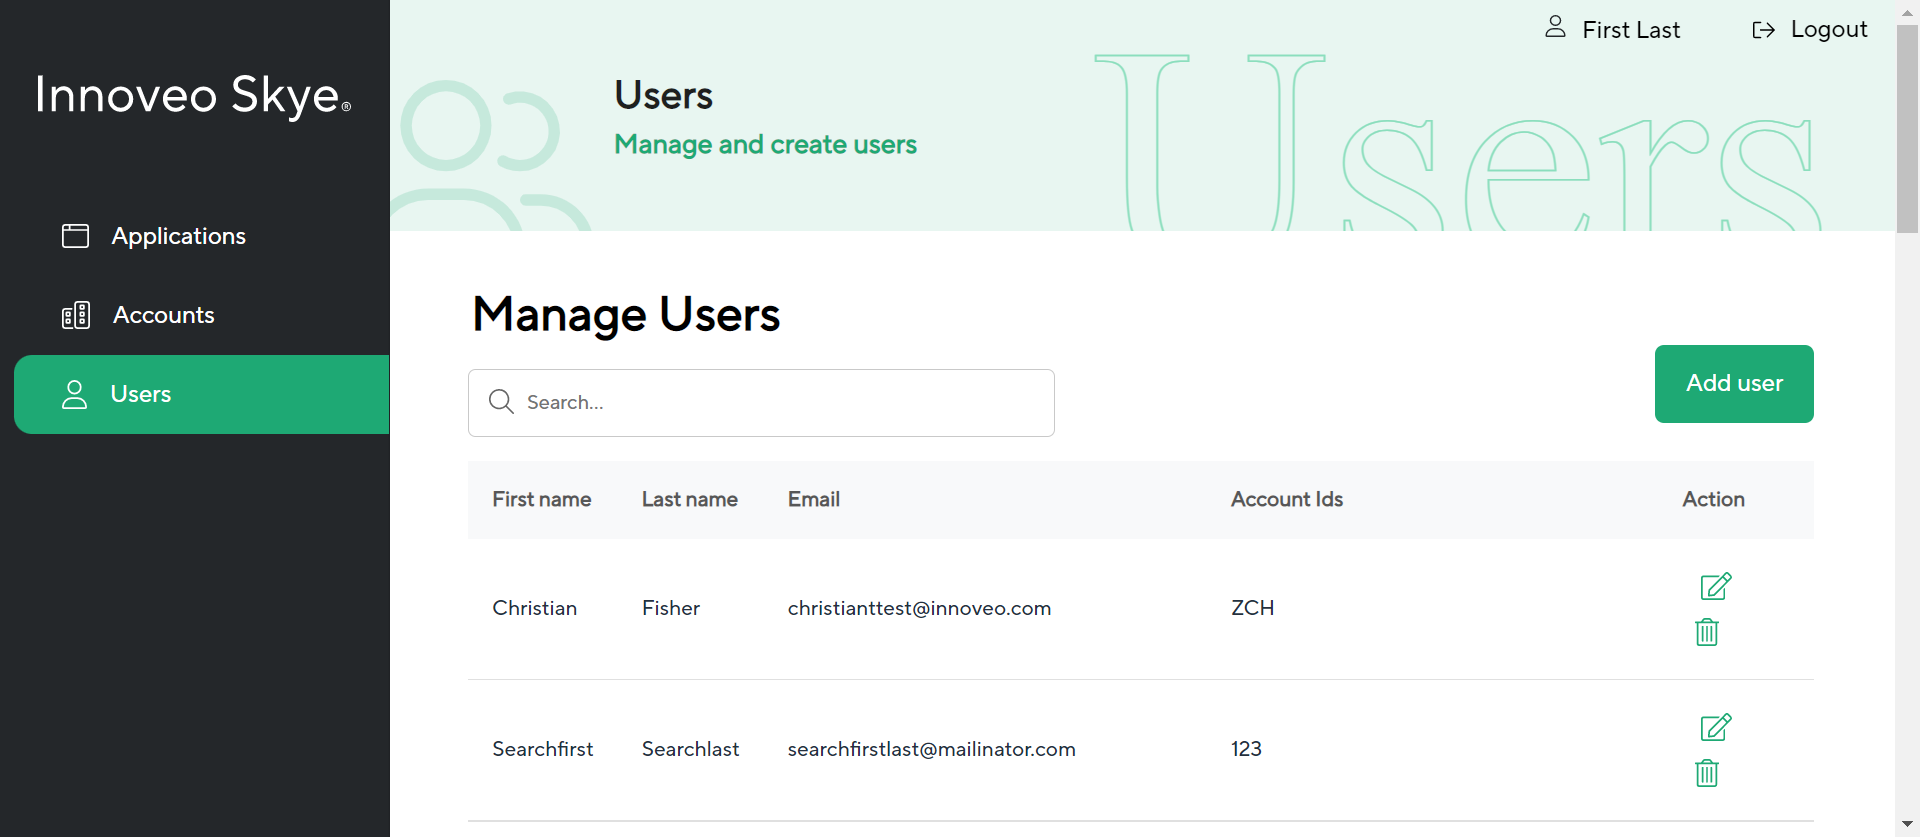 Innoveo Skye®
Applications
Accounts
Users
First Last
Logout
Users
Manage and create users
Users
Manage Users
Search...
Add user
First name Last name Email Account Ids Action
Christian Fisher christianttest@innoveo.com ZCH
Searchfirst Searchlast searchfirstlast@mailinator.com 123